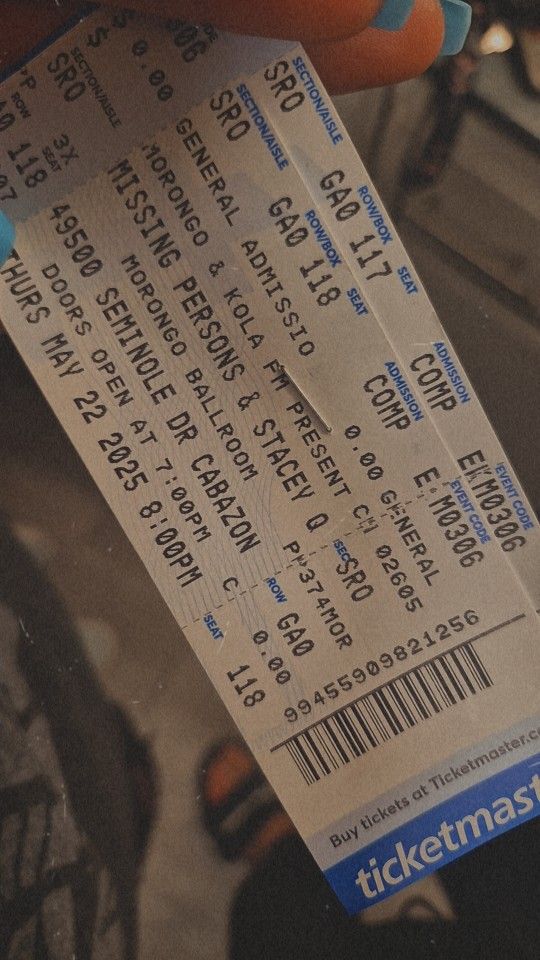 $ 0.00
SRO
SECTION/AISLE
ROW
118
3X
SEAT
SECTION/AISLE ROW/BOX SEAT ADMISSION EVENT CODE
SRO GA0 117 COMP EKM0306
SECTION/AISLE ROW/BOX SEAT ADMISSION EVENT CODE
SRO GA0 118 COMP
GENERAL ADMISSIO 0.00 GENERAL
MORONGO & KOLA FM PRESENT 02605
MISSING PERSONS & STACEY Q
MORONGO BALLROOM
49500 SEMINOLE DR CABAZON
DOORS OPEN AT 7:00PM
THURS MAY 22 2025 8:00PM
SEC
SRO
374MOR
ROW
GA0
C 0.00
SEAT
118
99455909821256
Buy tickets at Ticketmaster.co
ticketmast